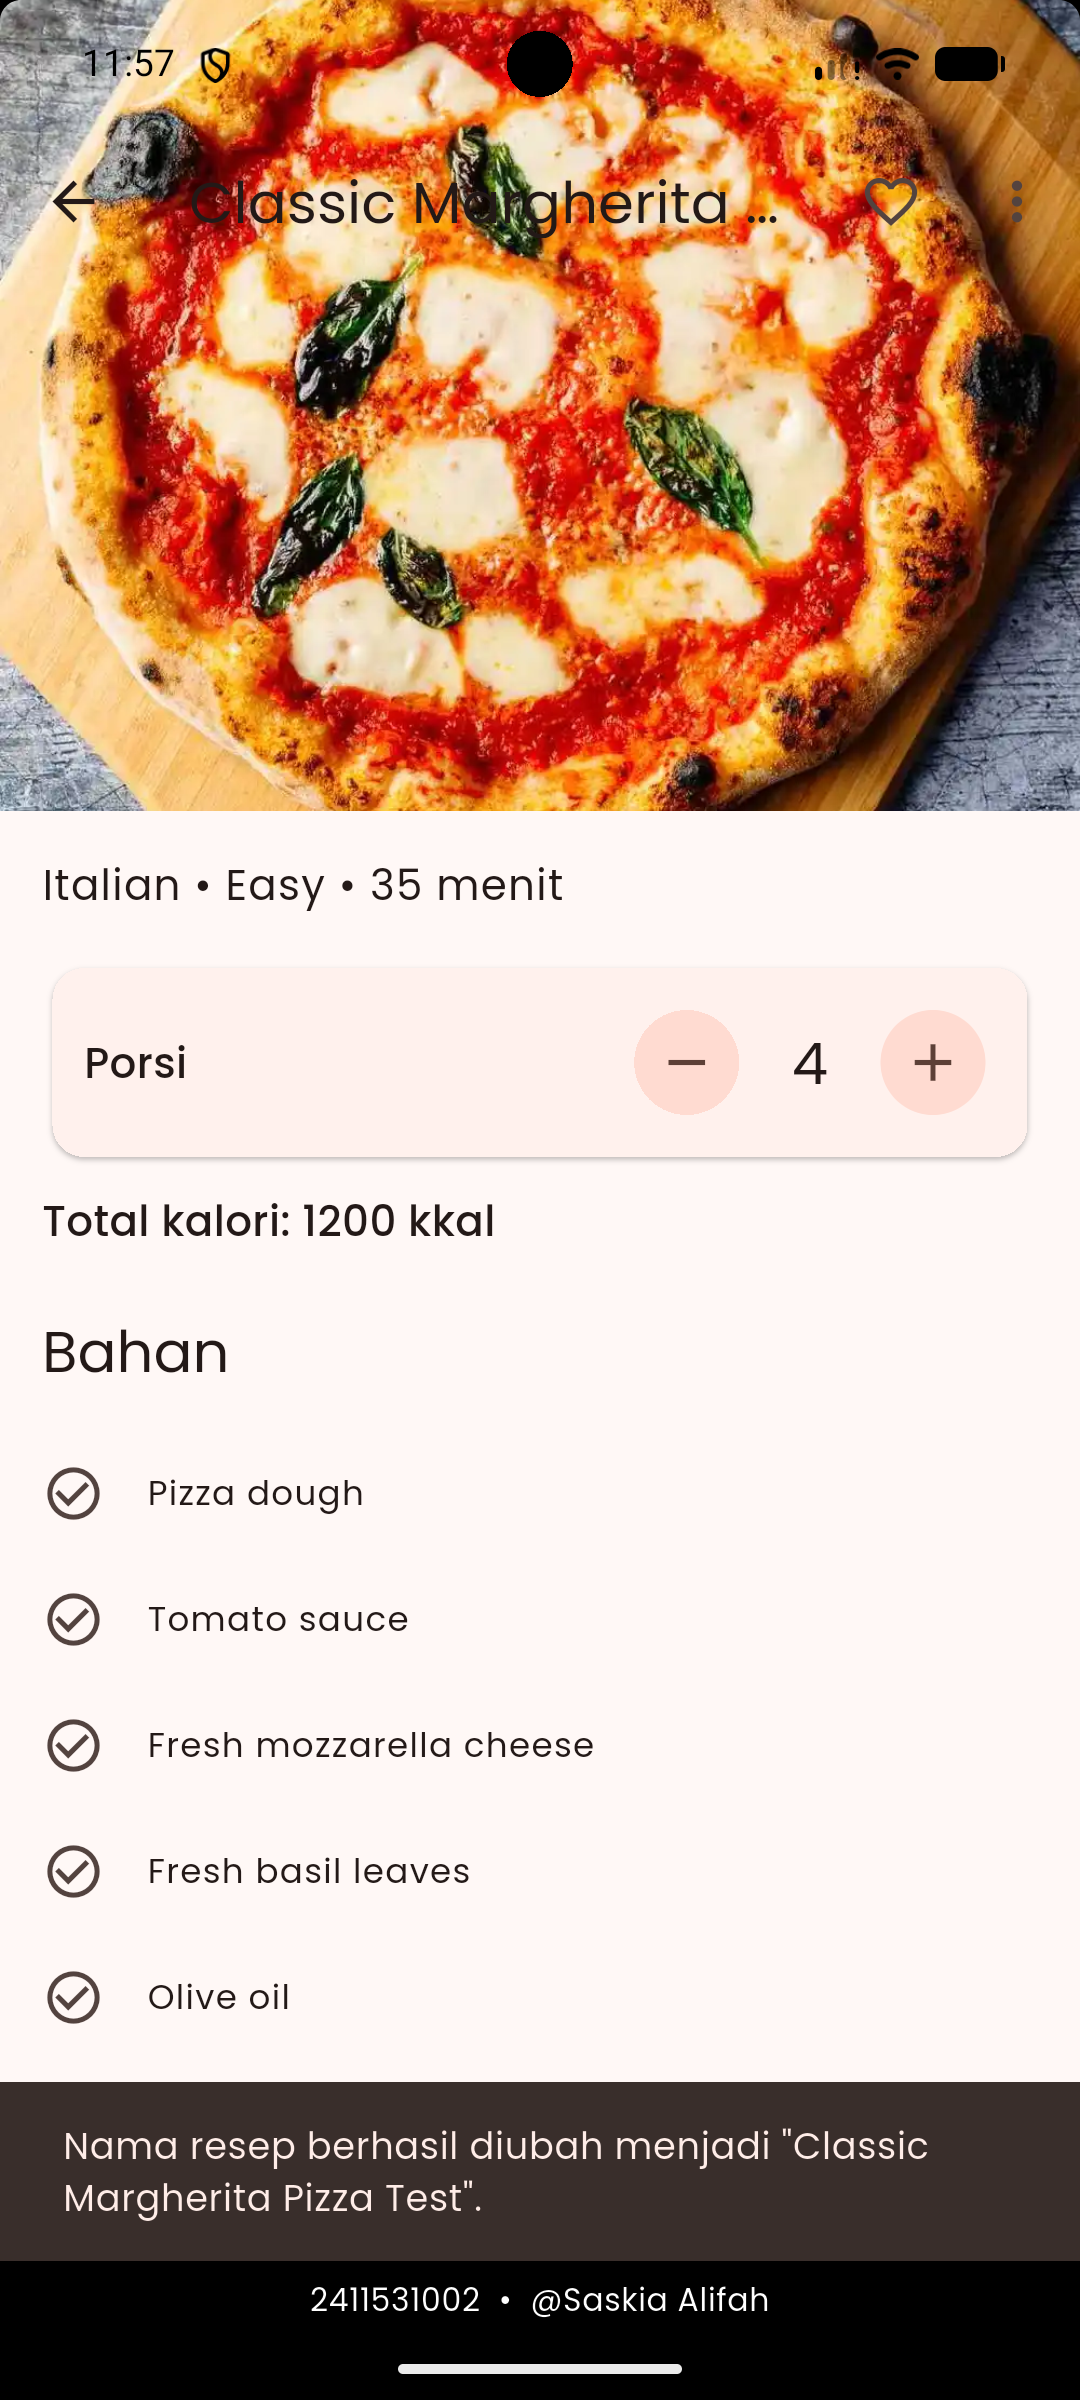 11:57
Classic Margherita ...
Italian • Easy • 35 menit
Porsi
4
Total kalori: 1200 kkal
Bahan
Pizza dough
Tomato sauce
Fresh mozzarella cheese
Fresh basil leaves
Olive oil
Nama resep berhasil diubah menjadi "Classic
Margherita Pizza Test".
2411531002 • @Saskia Alifah